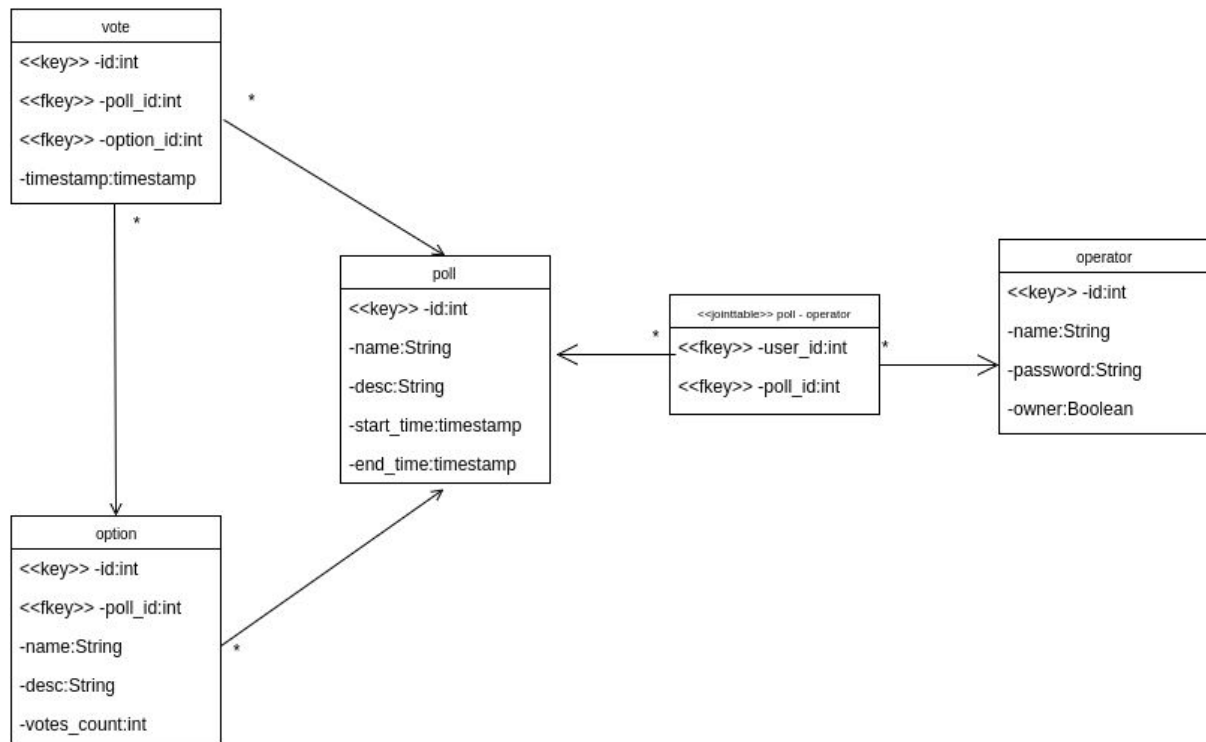 vote
<<key>> -id:int
<<fkey>> -poll_id:int
<<fkey>> -option_id:int
-timestamp:timestamp
*
*
poll
<<key>> -id:int
-name:String
-desc:String
-start_time:timestamp
-end_time:timestamp
*
<<jointtable>> poll - operator
<<fkey>> -user_id:int
<<fkey>> -poll_id:int
*
operator
<<key>> -id:int
-name:String
-password:String
-owner:Boolean
option
<<key>> -id:int
<<fkey>> -poll_id:int
-name:String
-desc:String
-votes_count:int
*